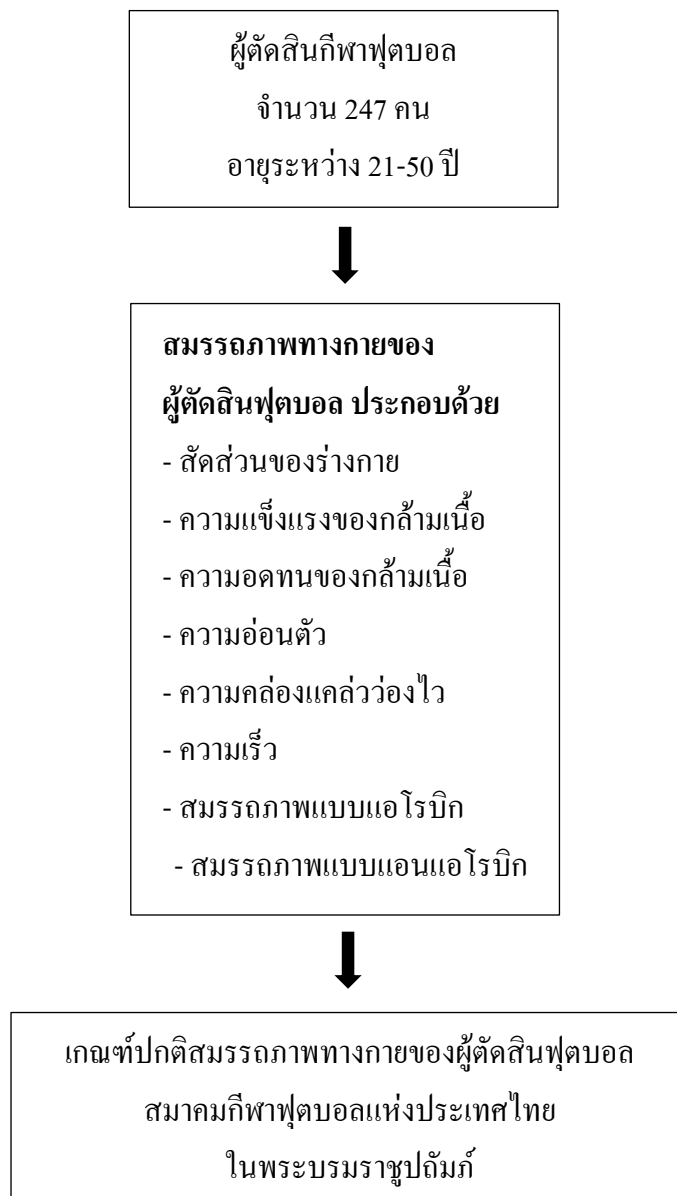 ผู้ตัดสินกีฬาฟุตบอล
จำนวน 247 คน
อายุระหว่าง 21-50 ปี
สมรรถภาพทางกายของ
ผู้ตัดสินฟุตบอล ประกอบด้วย
- สัดส่วนของร่างกาย
- ความแข็งแรงของกล้ามเนื้อ
- ความอดทนของกล้ามเนื้อ
- ความอ่อนตัว
- ความคล่องแคล่วว่องไว
- ความเร็ว
- สมรรถภาพแบบแอโรบิก
- สมรรถภาพแบบแอนแอโรบิก
เกณฑ์ปกติสมรรถภาพทางกายของผู้ตัดสินฟุตบอล
สมาคมกีฬาฟุตบอลแห่งประเทศไทย
ในพระบรมราชูปถัมภ์